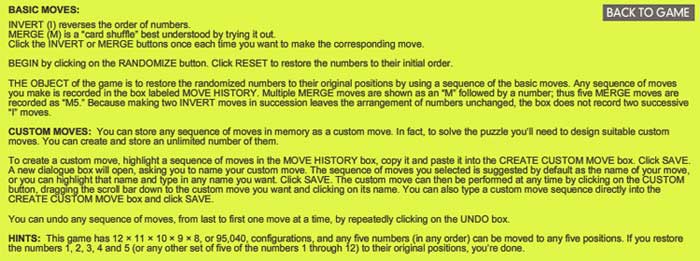 BASIC MOVES:
BACK TO GAME
INVERT (I) reverses the order of numbers.
MERGE (M) is a "card shuffle" best understood by trying it out.
Click the INVERT or MERGE buttons once each time you want to make the corresponding move.
BEGIN by clicking on the RANDOMIZE button. Click RESET to restore the numbers to their initial order.
THE OBJECT of the game is to restore the randomized numbers to their original positions by using a sequence of the basic moves. Any sequence of moves
you make is recorded in the box labeled MOVE HISTORY. Multiple MERGE moves are shown as an "M" followed by a number; thus five MERGE moves are
recorded as "M5." Because making two INVERT moves in succession leaves the arrangement of numbers unchanged, the box does not record two successive
"I" moves.
CUSTOM MOVES: You can store any sequence of moves in memory as a custom move. In fact, to solve the puzzle you'll need to design suitable custom
moves. You can create and store an unlimited number of them.
To create a custom move, highlight a sequence of moves in the MOVE HISTORY box, copy it and paste it into the CREATE CUSTOM MOVE box. Click SAVE.
A new dialogue box will open, asking you to name your custom move. The sequence of moves you selected is suggested by default as the name of your move,
or you can highlight that name and type in any name you want. Click SAVE. The custom move can then be performed at any time by clicking on the CUSTOM
button, dragging the scroll bar down to the custom move you want and clicking on its name. You can also type a custom move sequence directly into the
CREATE CUSTOM MOVE box and click SAVE.
You can undo any sequence of moves, from last to first one move at a time, by repeatedly clicking on the UNDO box.
HINTS: This game has 12 × 11 × 10 × 9 × 8, or 95,040, configurations, and any five numbers (in any order) can be moved to any five positions. If you restore
the numbers 1, 2, 3, 4 and 5 (or any other set of five of the numbers 1 through 12) to their original positions, you're done.